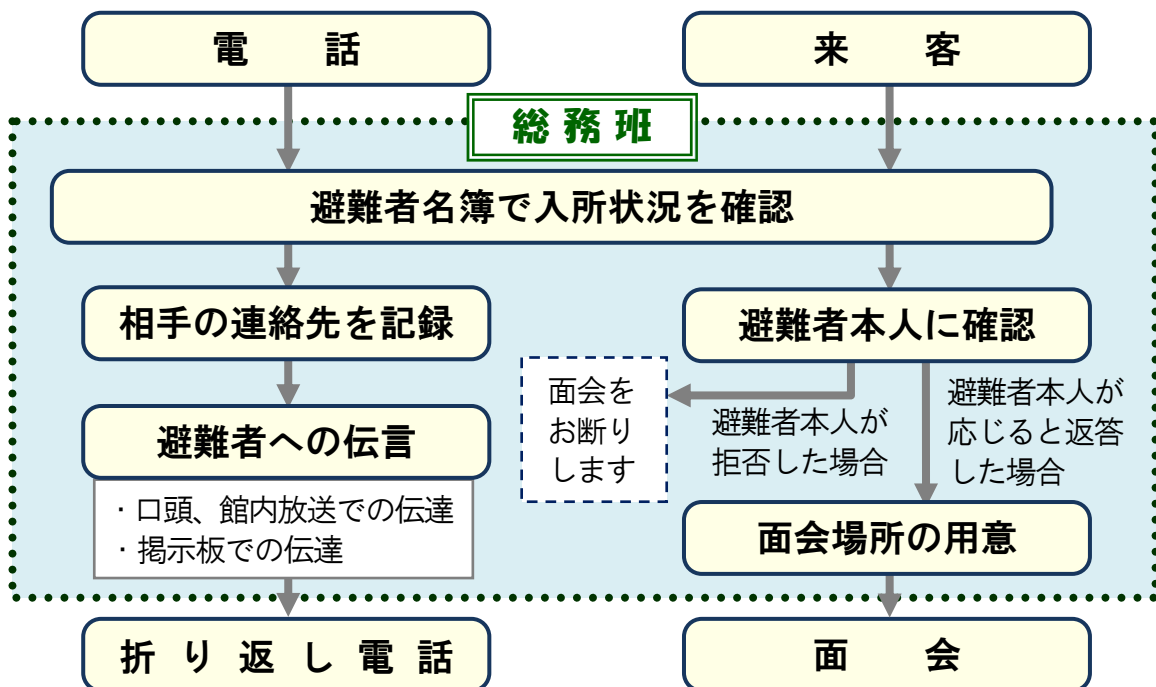 電話
来客
総務班
避難者名簿で入所状況を確認
相手の連絡先を記録
避難者本人に確認
面会を
お断り
します
避難者本人が
拒否した場合
避難者本人が
応じると返答
した場合
避難者への伝言
・口頭、館内放送での伝達
・掲示板での伝達
面会場所の用意
折り返し電話
面会